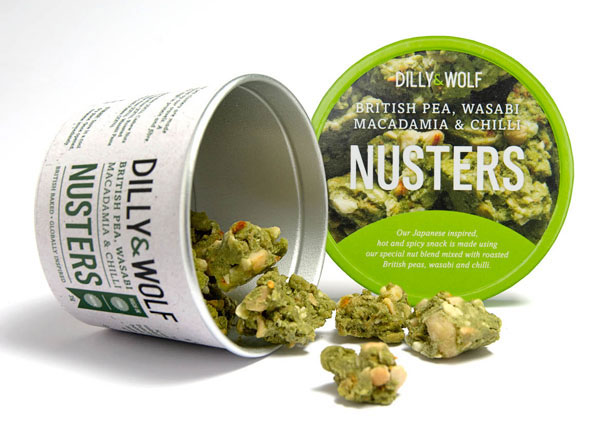 DILLY&WOLF
BRITISH PEA, WASABI
MACADAMIA & CHILLI
NUSTERS
Our Japanese inspired,
hot and spicy snack is made using
our special nut blend mixed with roasted
British peas, wasabi and chilli.
DILLY&WOLF
BRITISH PEA, WASABI
MACADAMIA & CHILLI
NUSTERS
BRITISH BAKED • GLOBALLY INSPIRED